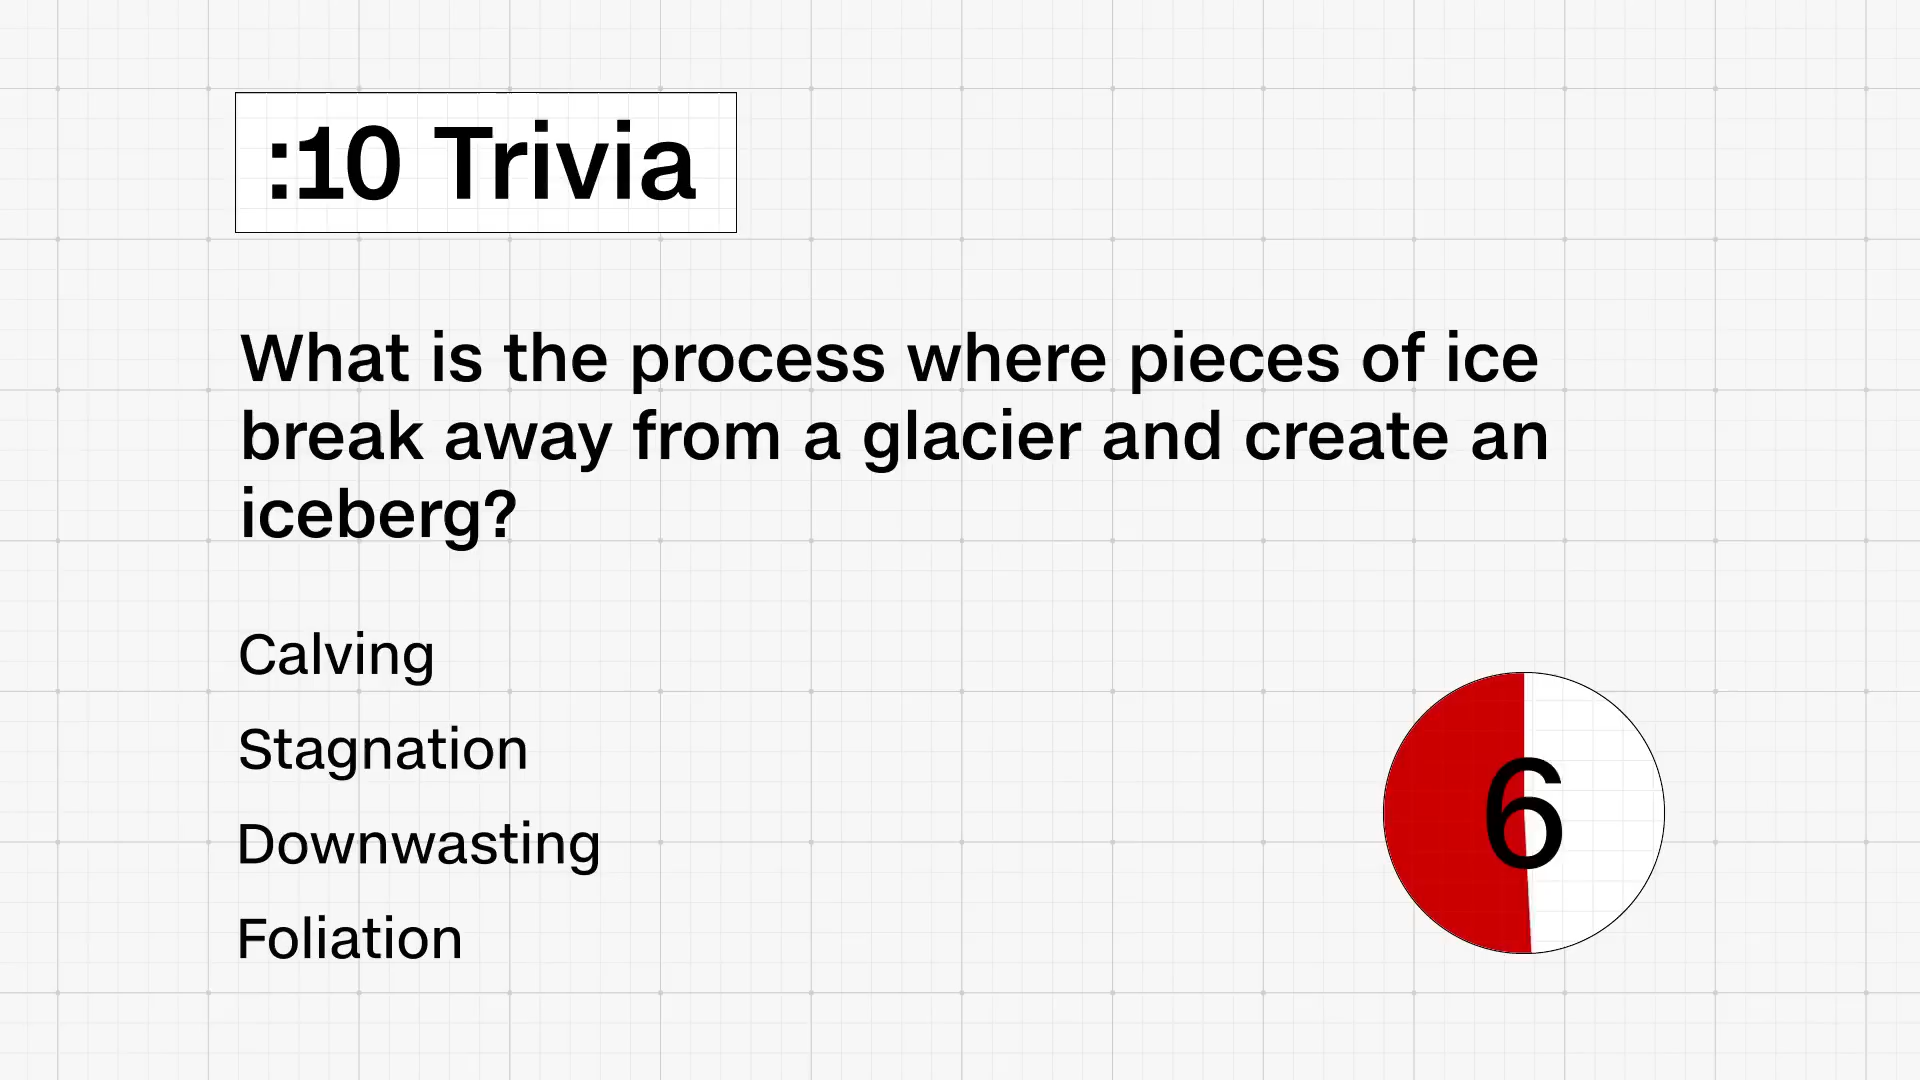 :10 Trivia
What is the process where pieces of ice
break away from a glacier and create an
iceberg?
Calving
Stagnation
Downwasting
Foliation
6